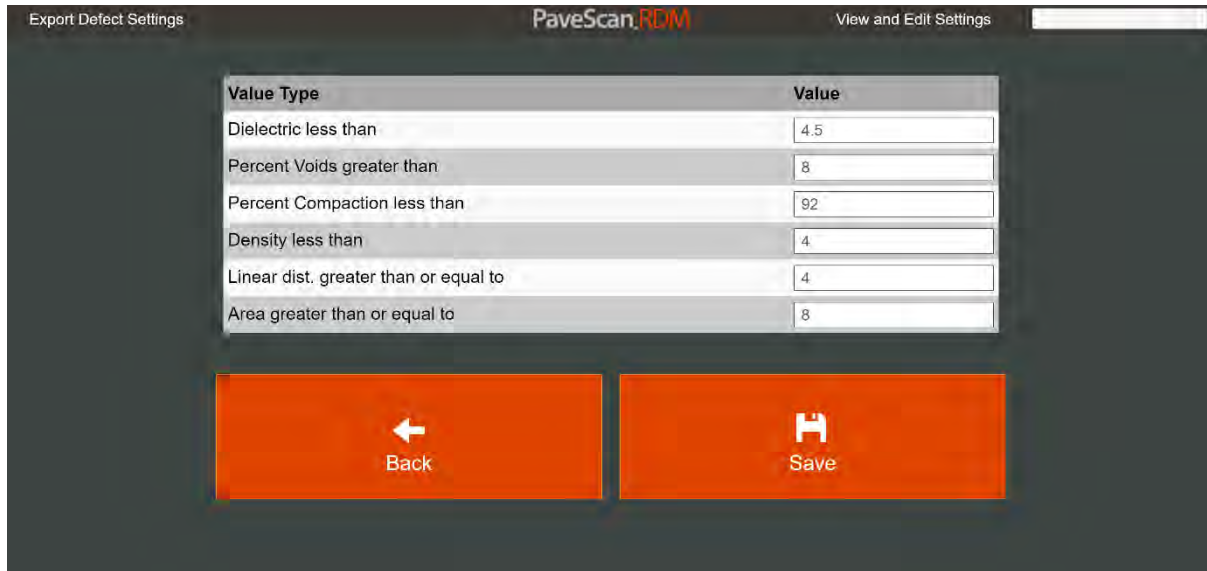 Export Defect Settings PaveScan RDM View and Edit Settings
Value Type Value
Dielectric less than 4.5
Percent Voids greater than 8
Percent Compaction less than 92
Density less than 4
Linear dist. greater than or equal to 4
Area greater than or equal to 8
Back Save